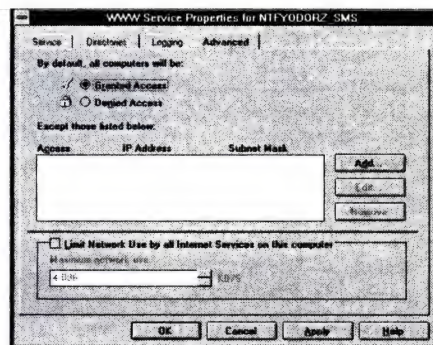 WWW Service Properties for NTFYODORZ_SMS
Service Directories Logging Advanced
By default, all computers will be:
Granted Access
Denied Access
Except those listed below:
Access IP Address Subnet Mask
Add...
Edit...
Remove
Limit Network Use by all Internet Services on this computer
Maximum network use:
4,096 KB/S
OK Cancel Apply Help